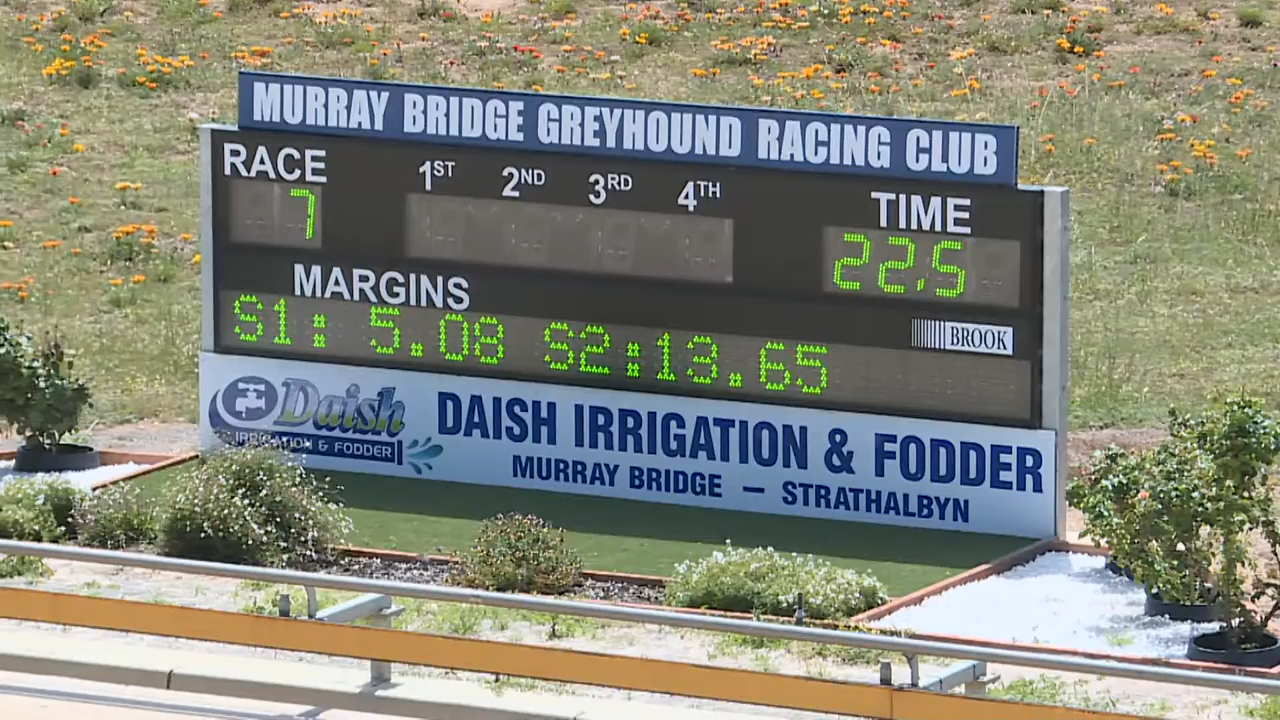 MURRAY BRIDGE GREYHOUND RACING CLUB
RACE 1ST 2ND 3RD 4TH TIME
7 22.5
MARGINS
BROOK
S1: 5.08 S2:13.65
Daish
IRRIGATION & FODDER
DAISH IRRIGATION & FODDER
MURRAY BRIDGE – STRATHALBYN